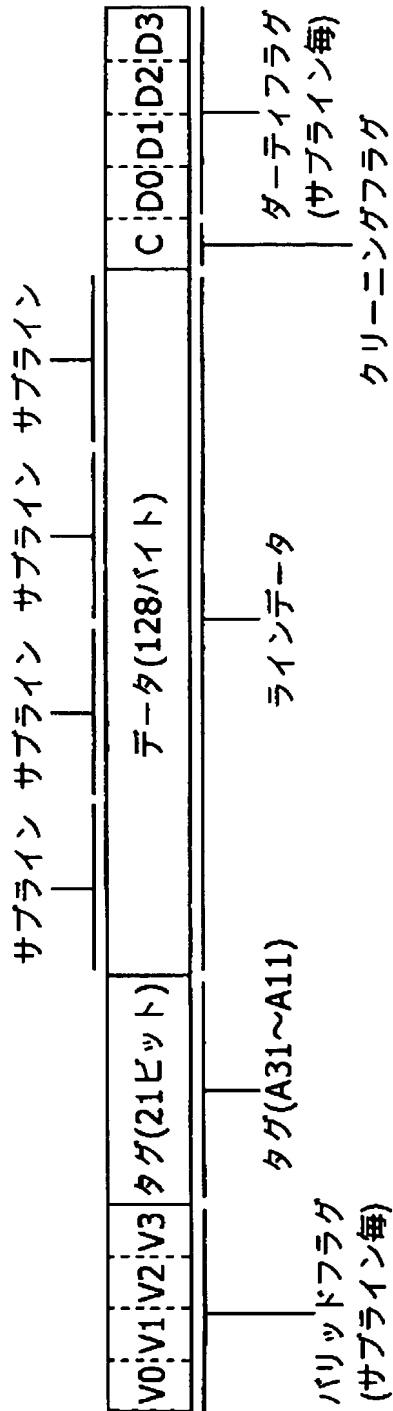 サブライン サブライン サブライン サブライン
V0 V1 V2 V3 タグ(21ビット) データ(128バイト) C D0 D1 D2 D3
バリッドフラグ
(サブライン毎)
タグ(A31〜A11)
ラインデータ
クリーニングフラグ
ダーティフラグ
(サブライン毎)